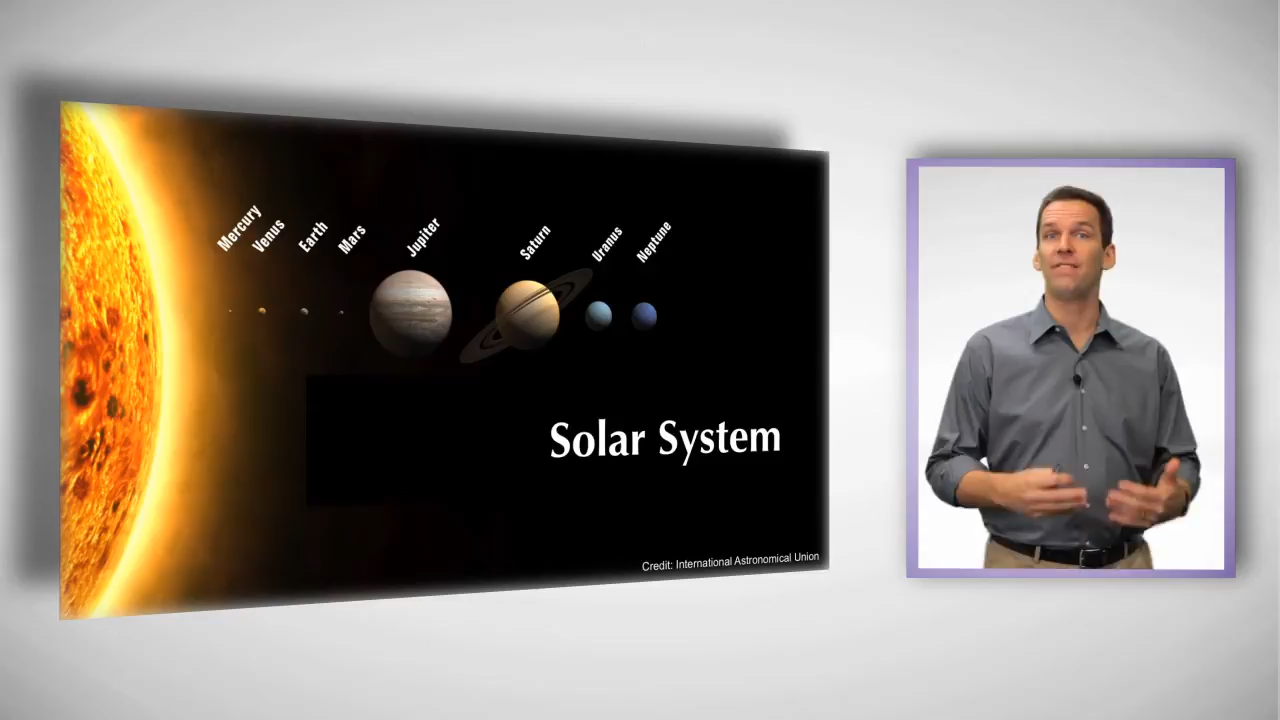 Mercury
Venus
Earth
Mars
Jupiter
Saturn
Uranus
Neptune
Solar System
Credit: International Astronomical Union